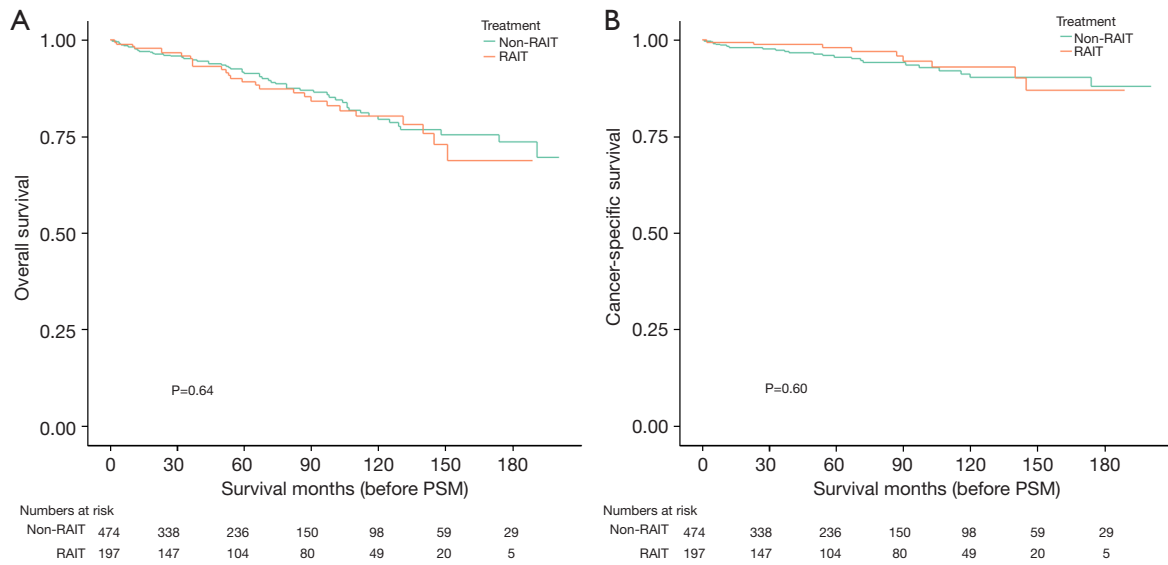 A
Treatment
Non-RAIT
RAIT
1.00
0.75
0.50
0.25
0.00
Overall survival
P=0.64
0 30 60 90 120 150 180
Survival months (before PSM)
Numbers at risk
Non-RAIT 474 338 236 150 98 59 29
RAIT 197 147 104 80 49 20 5
B
Treatment
Non-RAIT
RAIT
1.00
0.75
0.50
0.25
0.00
Cancer-specific survival
P=0.60
0 30 60 90 120 150 180
Survival months (before PSM)
Numbers at risk
Non-RAIT 474 338 236 150 98 59 29
RAIT 197 147 104 80 49 20 5